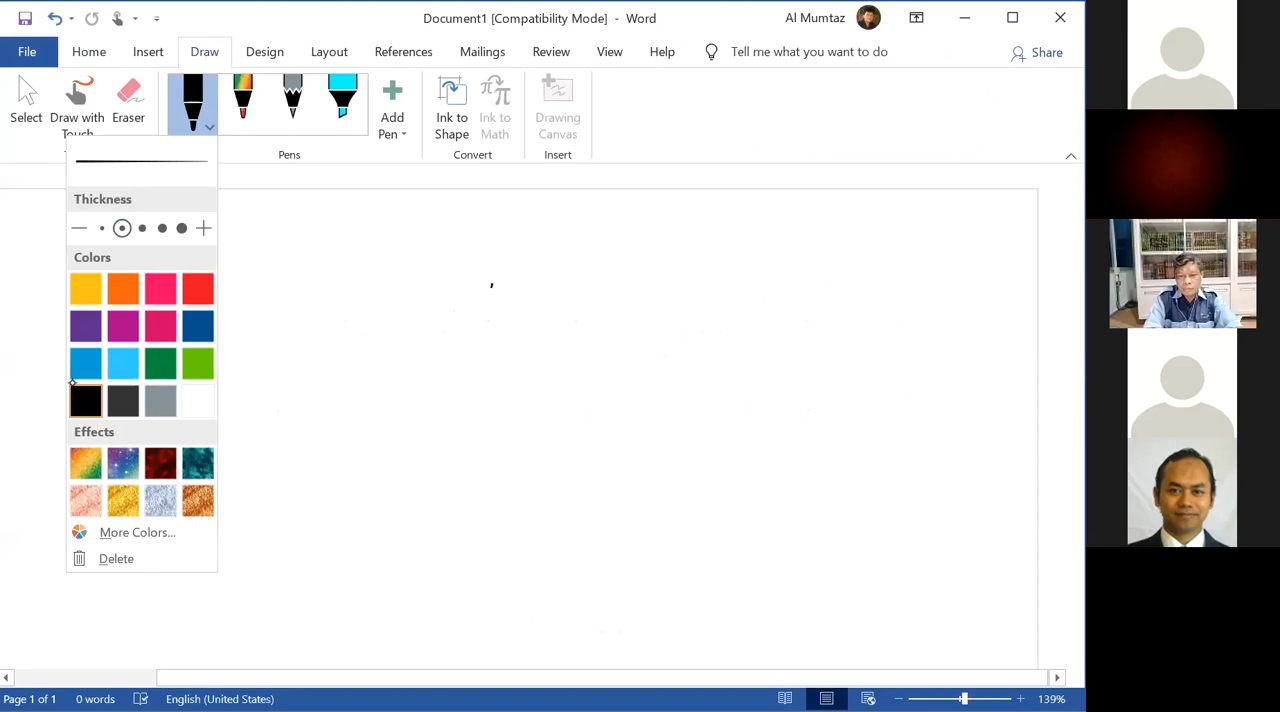 Document1 [Compatibility Mode] - Word
Al Mumtaz
File Home Insert Draw Design Layout References Mailings Review View Help Tell me what you want to do Share
Select Draw with Touch Eraser Add Pen Ink to Shape Ink to Math Drawing Canvas
Pens Convert Insert
Thickness
Colors
Effects
More Colors...
Delete
Page 1 of 1 0 words English (United States) 139%